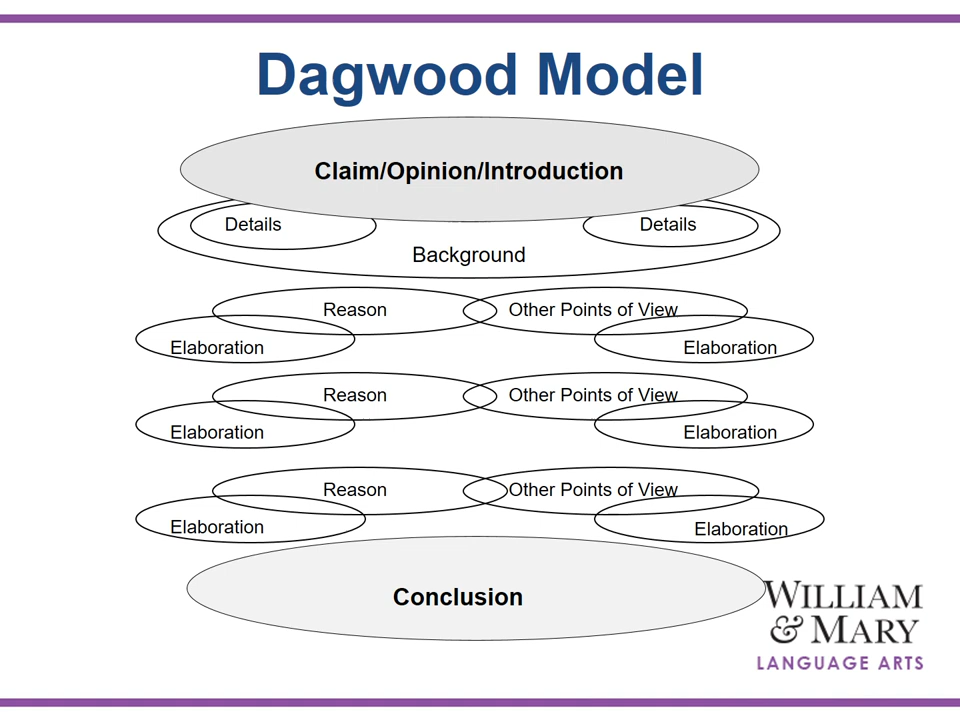 Dagwood Model
Claim/Opinion/Introduction
Details
Details
Background
Reason
Other Points of View
Elaboration
Elaboration
Reason
Other Points of View
Elaboration
Elaboration
Reason
Other Points of View
Elaboration
Elaboration
Conclusion
WILLIAM
& MARY
LANGUAGE ARTS